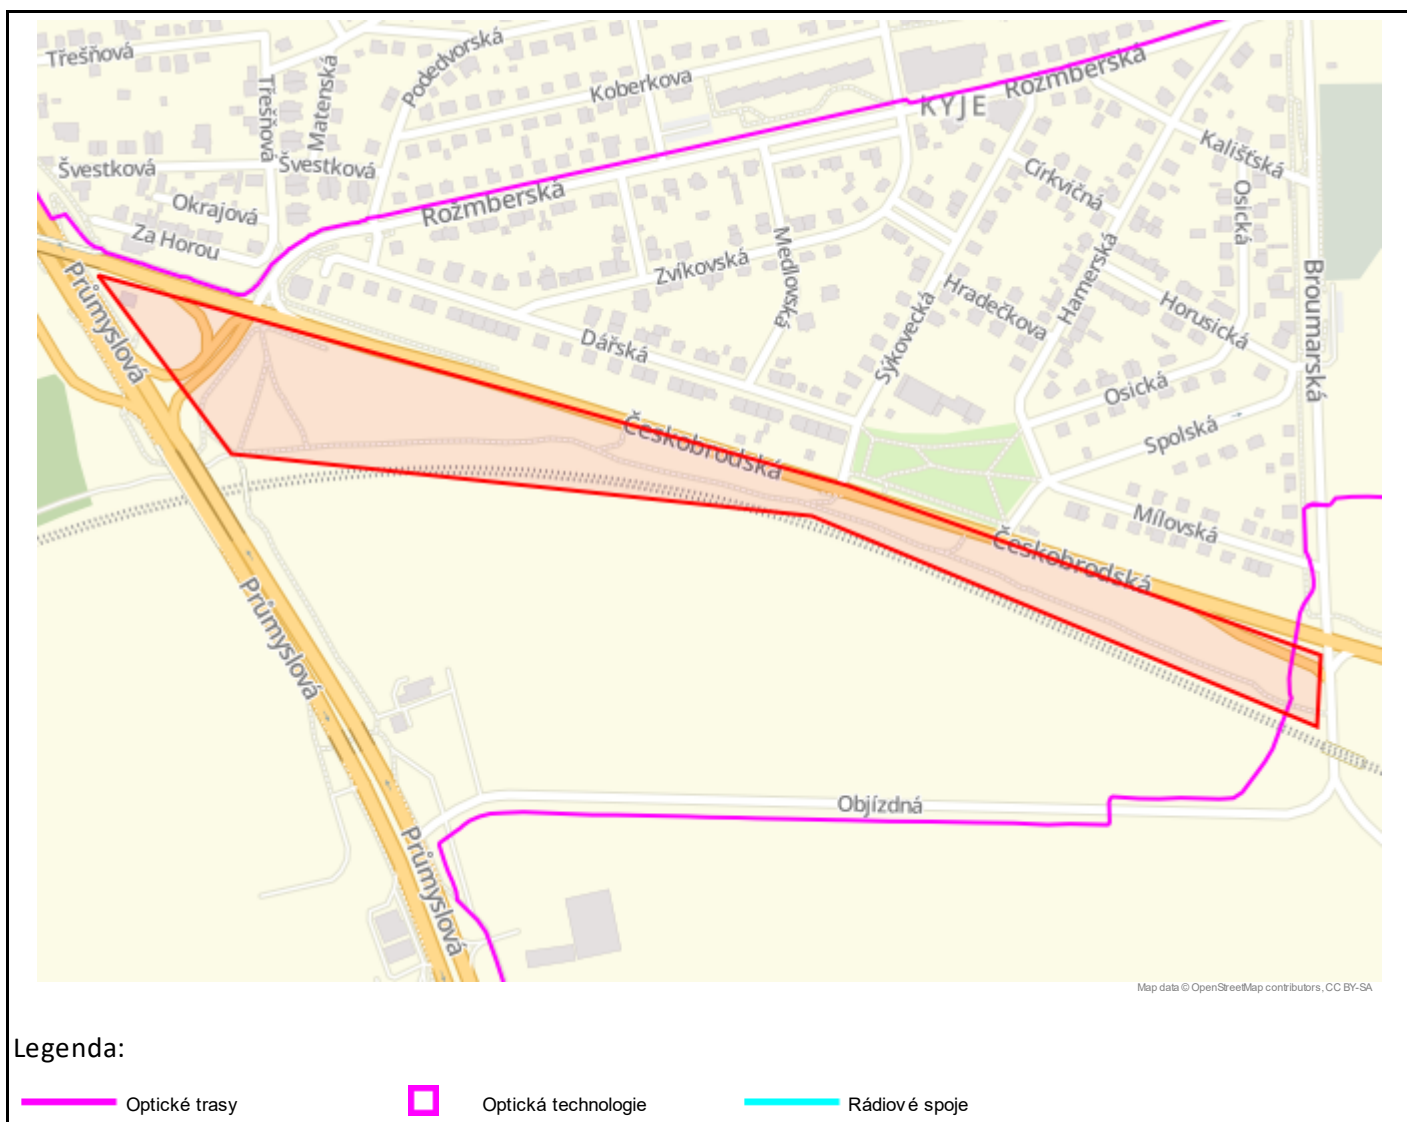 Třešňová
Podedvorská
Matenská
Třešňová
Koberkova
Rožmberská
KYJE
Rožmberská
Kališťská
Církvičná
Osická
Švestková
Švestková
Okrajová
Za Horou
Medlovská
Zvíkovská
Hamerská
Horusická
Hradečkova
Broumarská
Průmyslová
Dářská
Sýkovecká
Osická
Spolská
Českobrodská
Mílovská
Českobrodská
Průmyslová
Objízdná
Průmyslová
Map data © OpenStreetMap contributors, CC BY-SA
Legenda:
Optické trasy
Optická technologie
Rádiové spoje